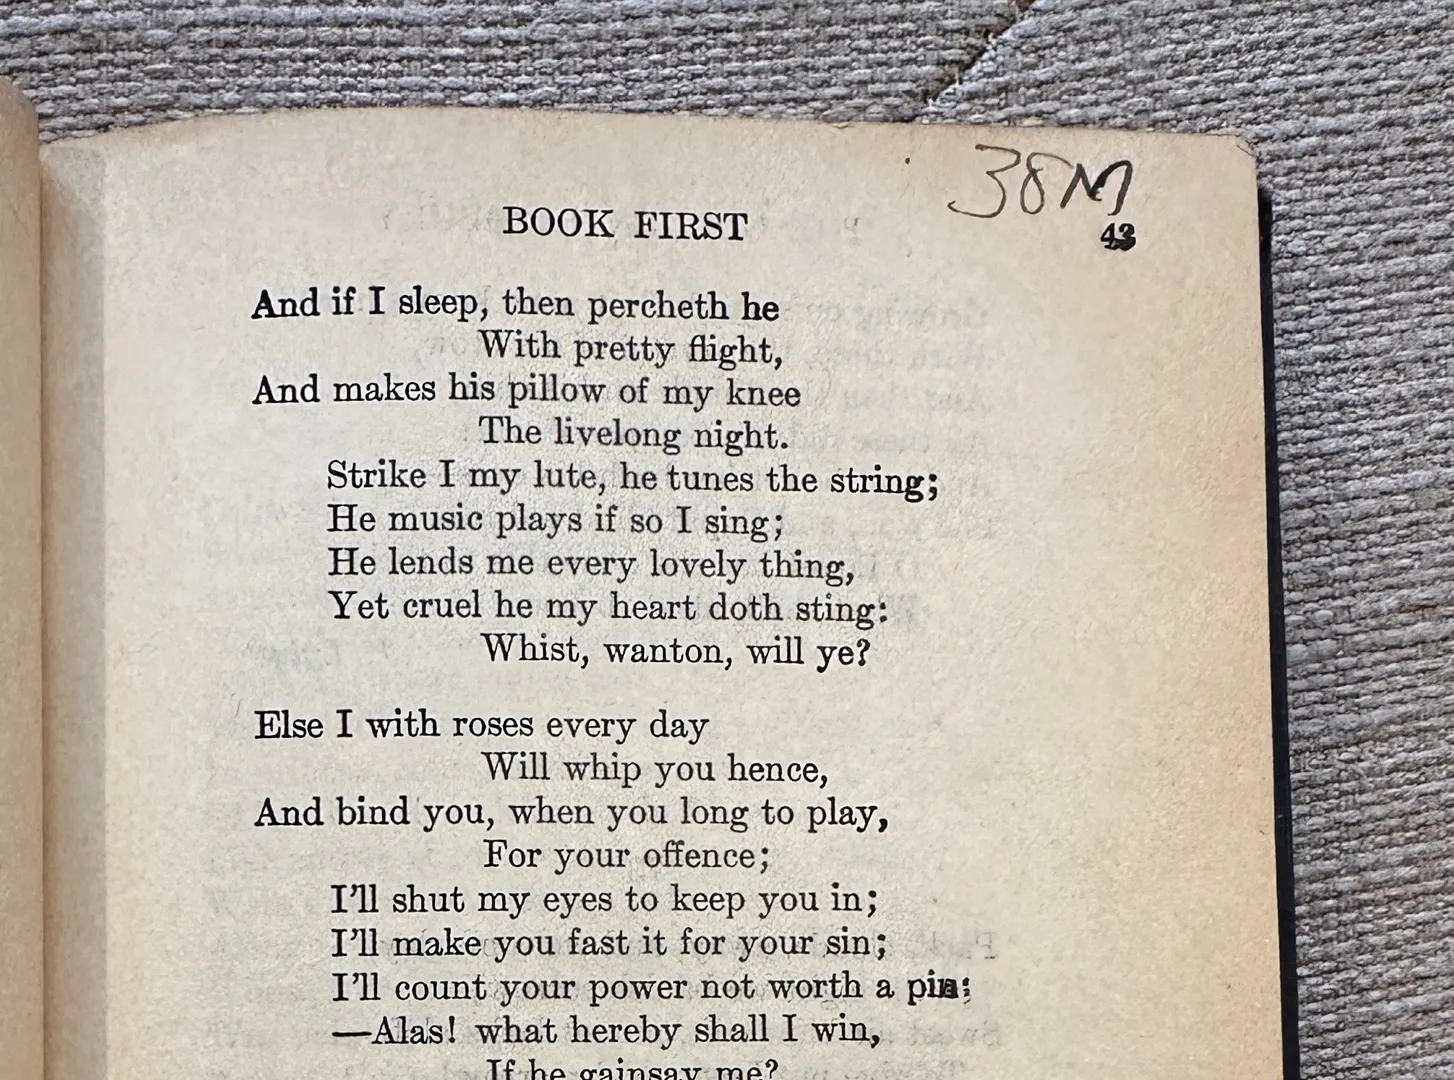 38M
BOOK FIRST
43
And if I sleep, then percheth he
With pretty flight,
And makes his pillow of my knee
The livelong night.
Strike I my lute, he tunes the string;
He music plays if so I sing;
He lends me every lovely thing,
Yet cruel he my heart doth sting:
Whist, wanton, will ye?
Else I with roses every day
Will whip you hence,
And bind you, when you long to play,
For your offence;
I'll shut my eyes to keep you in;
I'll make you fast it for your sin;
I'll count your power not worth a pin:
—Alas! what hereby shall I win,
If he gainsay me?